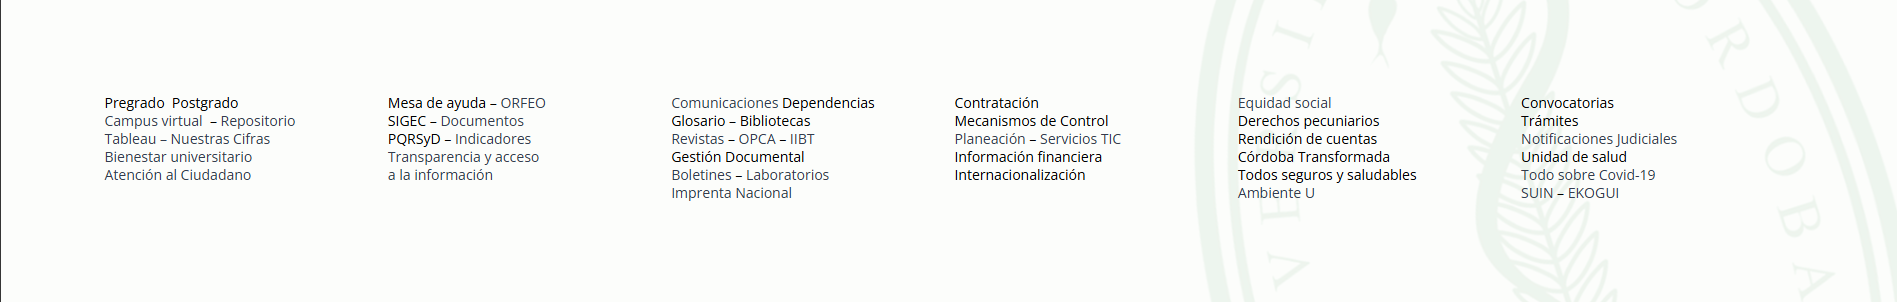 Pregrado Postgrado
Campus virtual – Repositorio
Tableau – Nuestras Cifras
Bienestar universitario
Atención al Ciudadano
Mesa de ayuda – ORFEO
SIGEC – Documentos
PQRSyD – Indicadores
Transparencia y acceso
a la información
Comunicaciones Dependencias
Glosario – Bibliotecas
Revistas – OPCA – IIBT
Gestión Documental
Boletines – Laboratorios
Imprenta Nacional
Contratación
Mecanismos de Control
Planeación – Servicios TIC
Información financiera
Internacionalización
Equidad social
Derechos pecuniarios
Rendición de cuentas
Córdoba Transformada
Todos seguros y saludables
Ambiente U
Convocatorias
Trámites
Notificaciones Judiciales
Unidad de salud
Todo sobre Covid-19
SUIN – EKOGUI
VERSI
ORDOBA